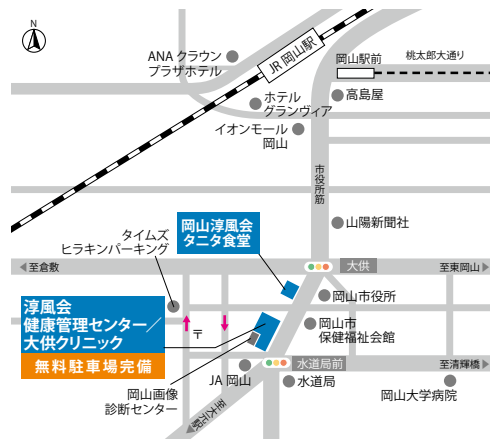 N
ANA クラウン
プラザホテル
JR 岡山駅
岡山駅前
桃太郎大通り
ホテル
グランヴィア
高島屋
イオンモール
岡山
市役所筋
山陽新聞社
岡山淳風会
タニタ食堂
タイムズ
ヒラキンパーキング
至倉敷
大供
至東岡山
岡山市役所
淳風会
健康管理センター/
大供クリニック
無料駐車場完備
〒
岡山市
保健福祉会館
水道局前
至清輝橋
JA 岡山
水道局
岡山大学病院
岡山画像
診断センター
至大元駅